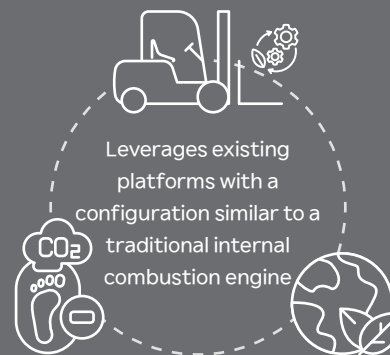 Leverages existing
platforms with a
configuration similar to a
traditional internal
combustion engine
CO2